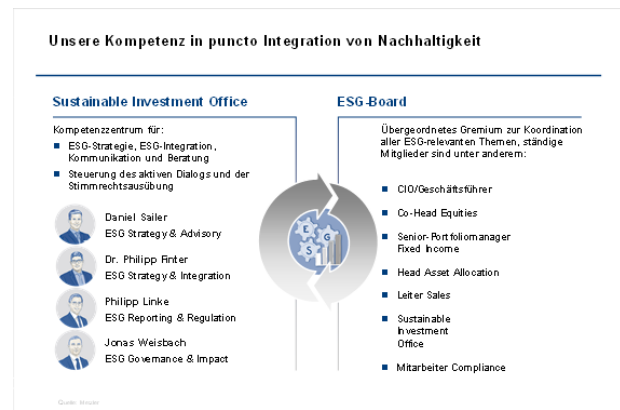 Unsere Kompetenz in puncto Integration von Nachhaltigkeit
Sustainable Investment Office
Kompetenzzentrum für:
ESG-Strategie, ESG-Integration,
Kommunikation und Beratung
Steuerung des aktiven Dialogs und der
Stimmrechtsausübung
Daniel Sailer
ESG Strategy & Advisory
Dr. Philipp Finter
ESG Strategy & Integration
Philipp Linke
ESG Reporting & Regulation
Jonas Weisbach
ESG Governance & Impact
E
G
S
ESG-Board
Übergeordnetes Gremium zur Koordination
aller ESG-relevanten Themen, ständige
Mitglieder sind unter anderem:
CIO/Geschäftsführer
Co-Head Equities
Senior-Portfoliomanager
Fixed Income
Head Asset Allocation
Leiter Sales
Sustainable
Investment
Office
Mitarbeiter Compliance
Quelle: